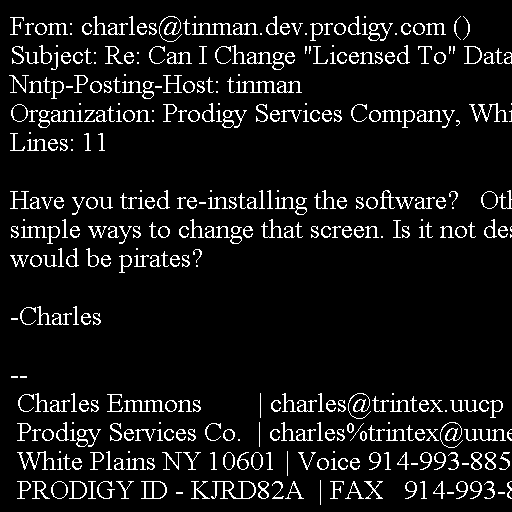 From: charles@tinman.dev.prodigy.com ()
Subject: Re: Can I Change "Licensed To" Data
Nntp-Posting-Host: tinman
Organization: Prodigy Services Company, Whi
Lines: 11
Have you tried re-installing the software?   Oth
simple ways to change that screen. Is it not des
would be pirates?
-Charles
--
Charles Emmons | charles@trintex.uucp
Prodigy Services Co. | charles%trintex@uune
White Plains NY 10601 | Voice 914-993-885
PRODIGY ID - KJRD82A | FAX 914-993-8